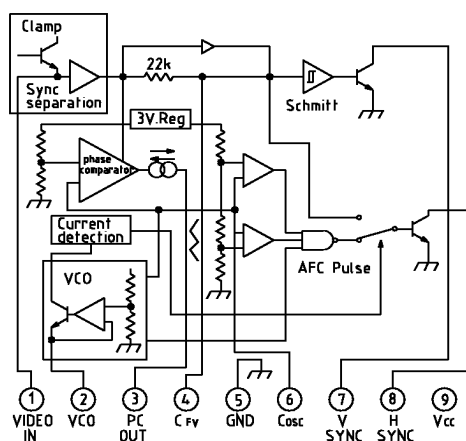 Clamp
Sync
separation
22k
Schmitt
3V.Reg
phase
comparator
Current
detection
AFC Pulse
VCO
1
2
3
4
5
6
7
8
9
VIDEO
IN
VCO
PC
OUT
CFV
GND
Cosc
V
SYNC
H
SYNC
Vcc